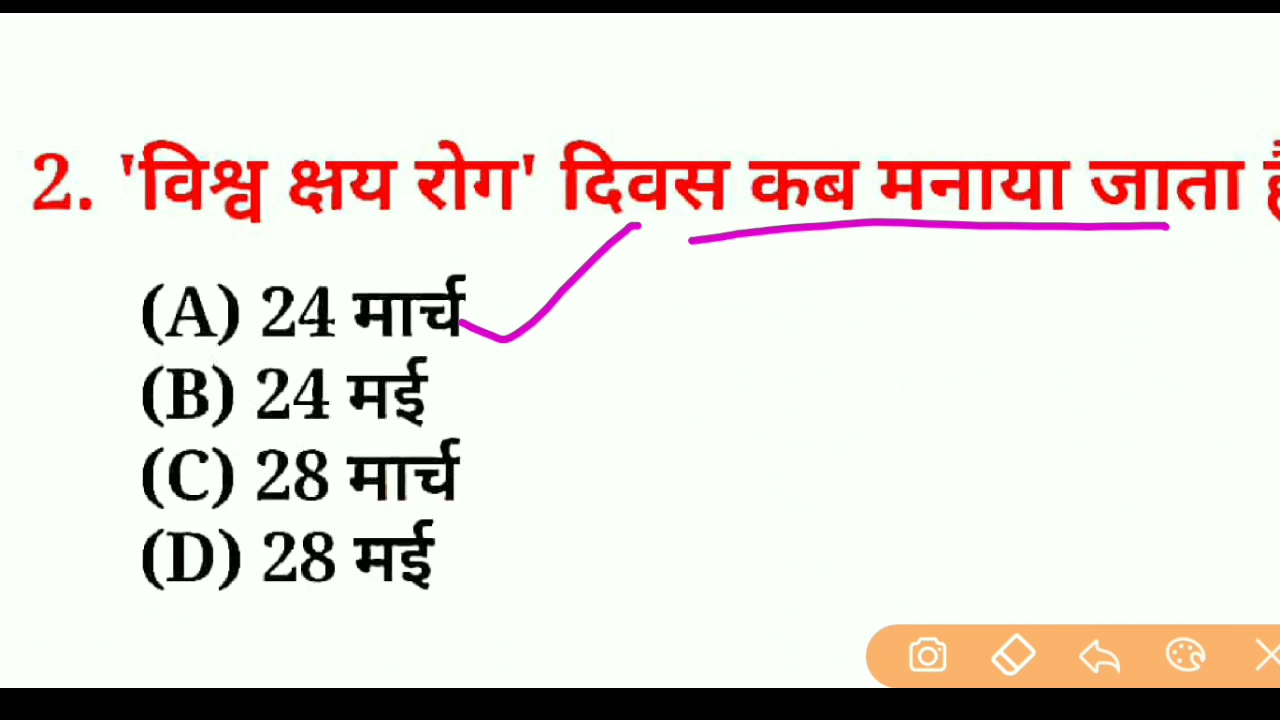 2. 'विश्व क्षय रोग' दिवस कब मनाया जाता
(A) 24 मार्च
(B) 24 मई
(C) 28 मार्च
(D) 28 मई